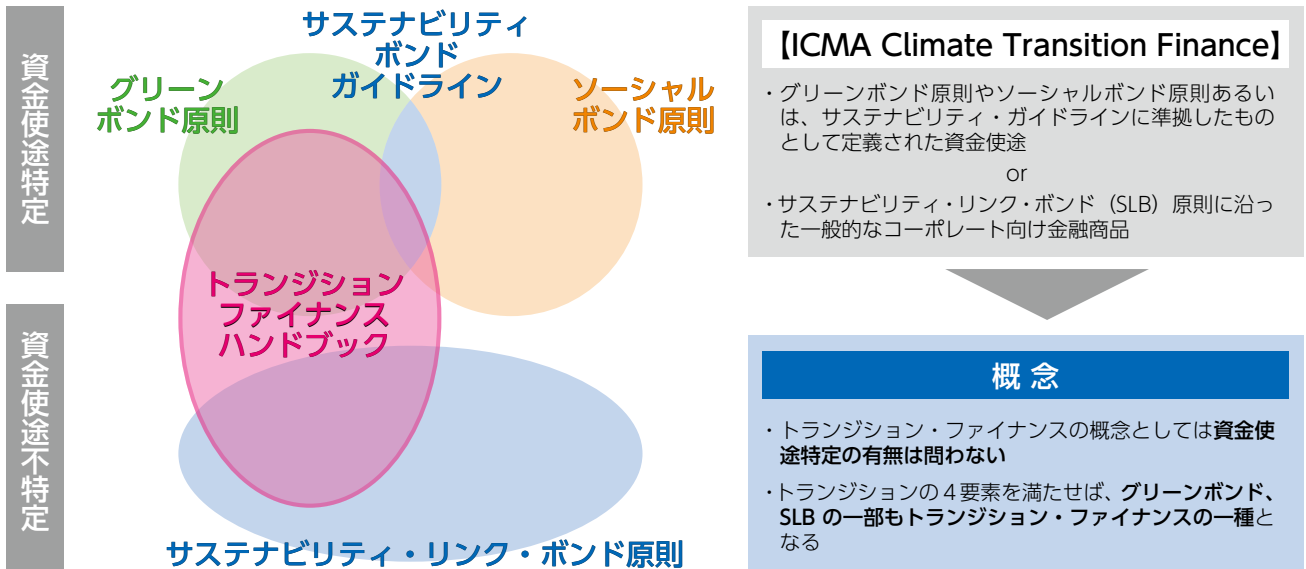 資金使途特定
資金使途不特定
サステナビリティ
ボンド
ガイドライン
グリーン
ボンド原則
ソーシャル
ボンド原則
トランジション
ファイナンス
ハンドブック
サステナビリティ・リンク・ボンド原則
【ICMA Climate Transition Finance】
・グリーンボンド原則やソーシャルボンド原則あるい
は、サステナビリティ・ガイドラインに準拠したもの
として定義された資金使途
or
・サステナビリティ・リンク・ボンド（SLB）原則に沿っ
た一般的なコーポレート向け金融商品
概 念
・トランジション・ファイナンスの概念としては資金使
途特定の有無は問わない
・トランジションの４要素を満たせば、グリーンボンド、
SLB の一部もトランジション・ファイナンスの一種と
なる